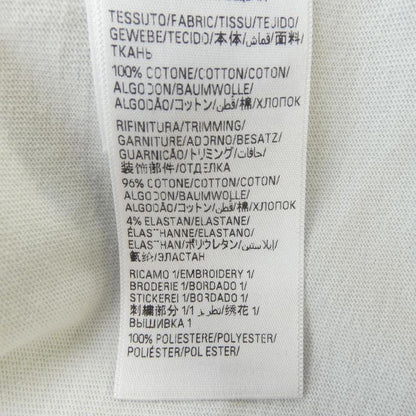 TESSUTO/FABRIC/TISSU/TEJIDO/
GEWEBE/TECIDO/本体/قماش/面料/
ТКАНЬ
100% COTONE/COTTON/COTON/
ALGODON/BAUMWOLLE/
ALGODÃO/コットン/قطن/棉/ХЛОПОК
RIFINITURA/TRIMMING/
GARNITURE/ADORNO/BESATZ/
GUARNIÇÃO/トリミング/حافات/
装饰部件/ОТДЕЛКА
96% COTONE/COTTON/COTON/
ALGODON/BAUMWOLLE/
ALGODÃO/コットン/قطن/棉/ХЛОПОК
4% ELASTAN/ELASTANE/
ÉLASTHANNE/ELASTANO/
ELASTHAN/ポリウレタン/إيلاستين/
氨纶/ЭЛАСТАН
RICAMO 1/EMBROIDERY 1/
BRODERIE 1/BORDADO 1/
STICKEREI 1/BORDADO 1/
刺繍部分 1/تطريز 1/绣花 1/
ВЫШИВКА 1
100% POLIESTERE/POLYESTER/
POLIÉSTER/POLYESTER/